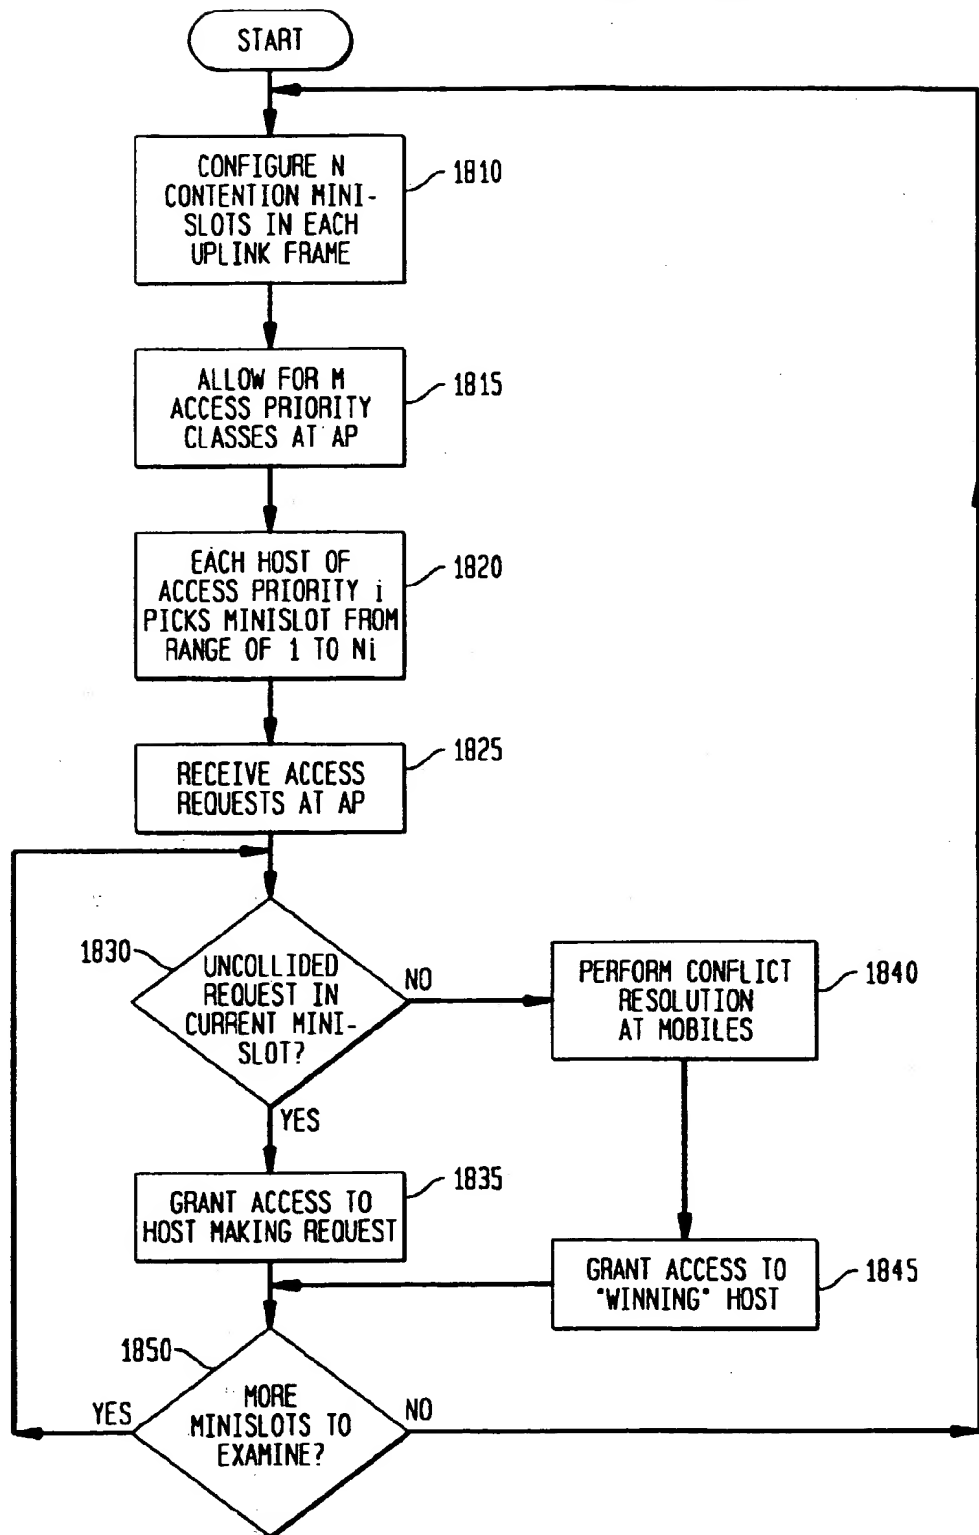 START
CONFIGURE N
CONTENTION MINI-
SLOTS IN EACH
UPLINK FRAME
1810
ALLOW FOR M
ACCESS PRIORITY
CLASSES AT AP
1815
EACH HOST OF
ACCESS PRIORITY i
PICKS MINISLOT FROM
RANGE OF 1 TO Ni
1820
RECEIVE ACCESS
REQUESTS AT AP
1825
1830
UNCOLLIDED
REQUEST IN
CURRENT MINI-
SLOT?
NO
YES
PERFORM CONFLICT
RESOLUTION
AT MOBILES
1840
GRANT ACCESS TO
HOST MAKING REQUEST
1835
GRANT ACCESS TO
"WINNING" HOST
1845
1850
MORE
MINISLOTS TO
EXAMINE?
YES
NO